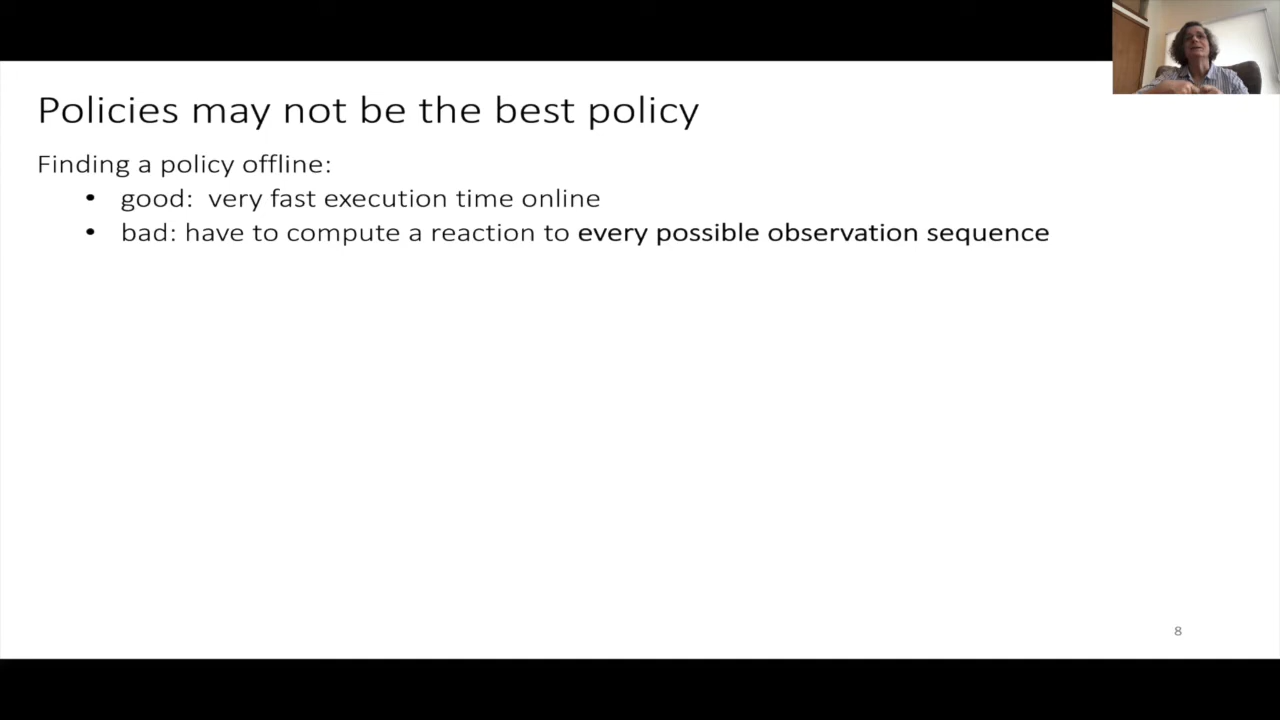 Policies may not be the best policy
Finding a policy offline:
• good: very fast execution time online
• bad: have to compute a reaction to every possible observation sequence
8